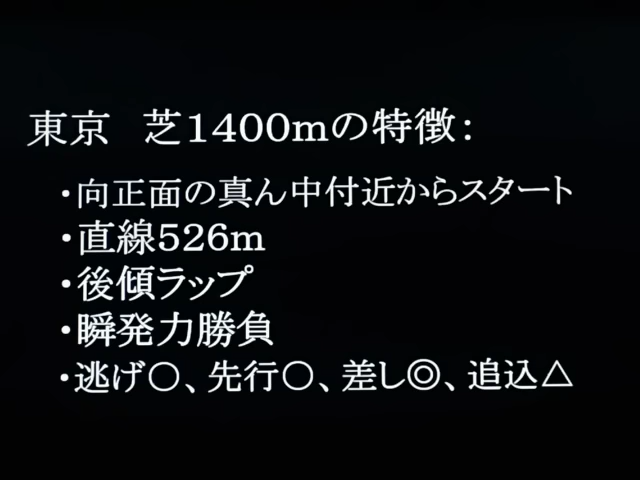 東京　芝1400mの特徴：
・向正面の真ん中付近からスタート
・直線526m
・後傾ラップ
・瞬発力勝負
・逃げ〇、先行〇、差し◎、追込△